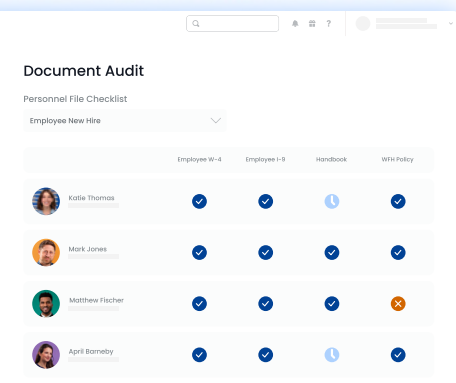 ?
Document Audit
Personnel File Checklist
Employee New Hire
Employee W-4 Employee I-9 Handbook WFH Policy
Katie Thomas
Mark Jones
Matthew Fischer
April Barneby